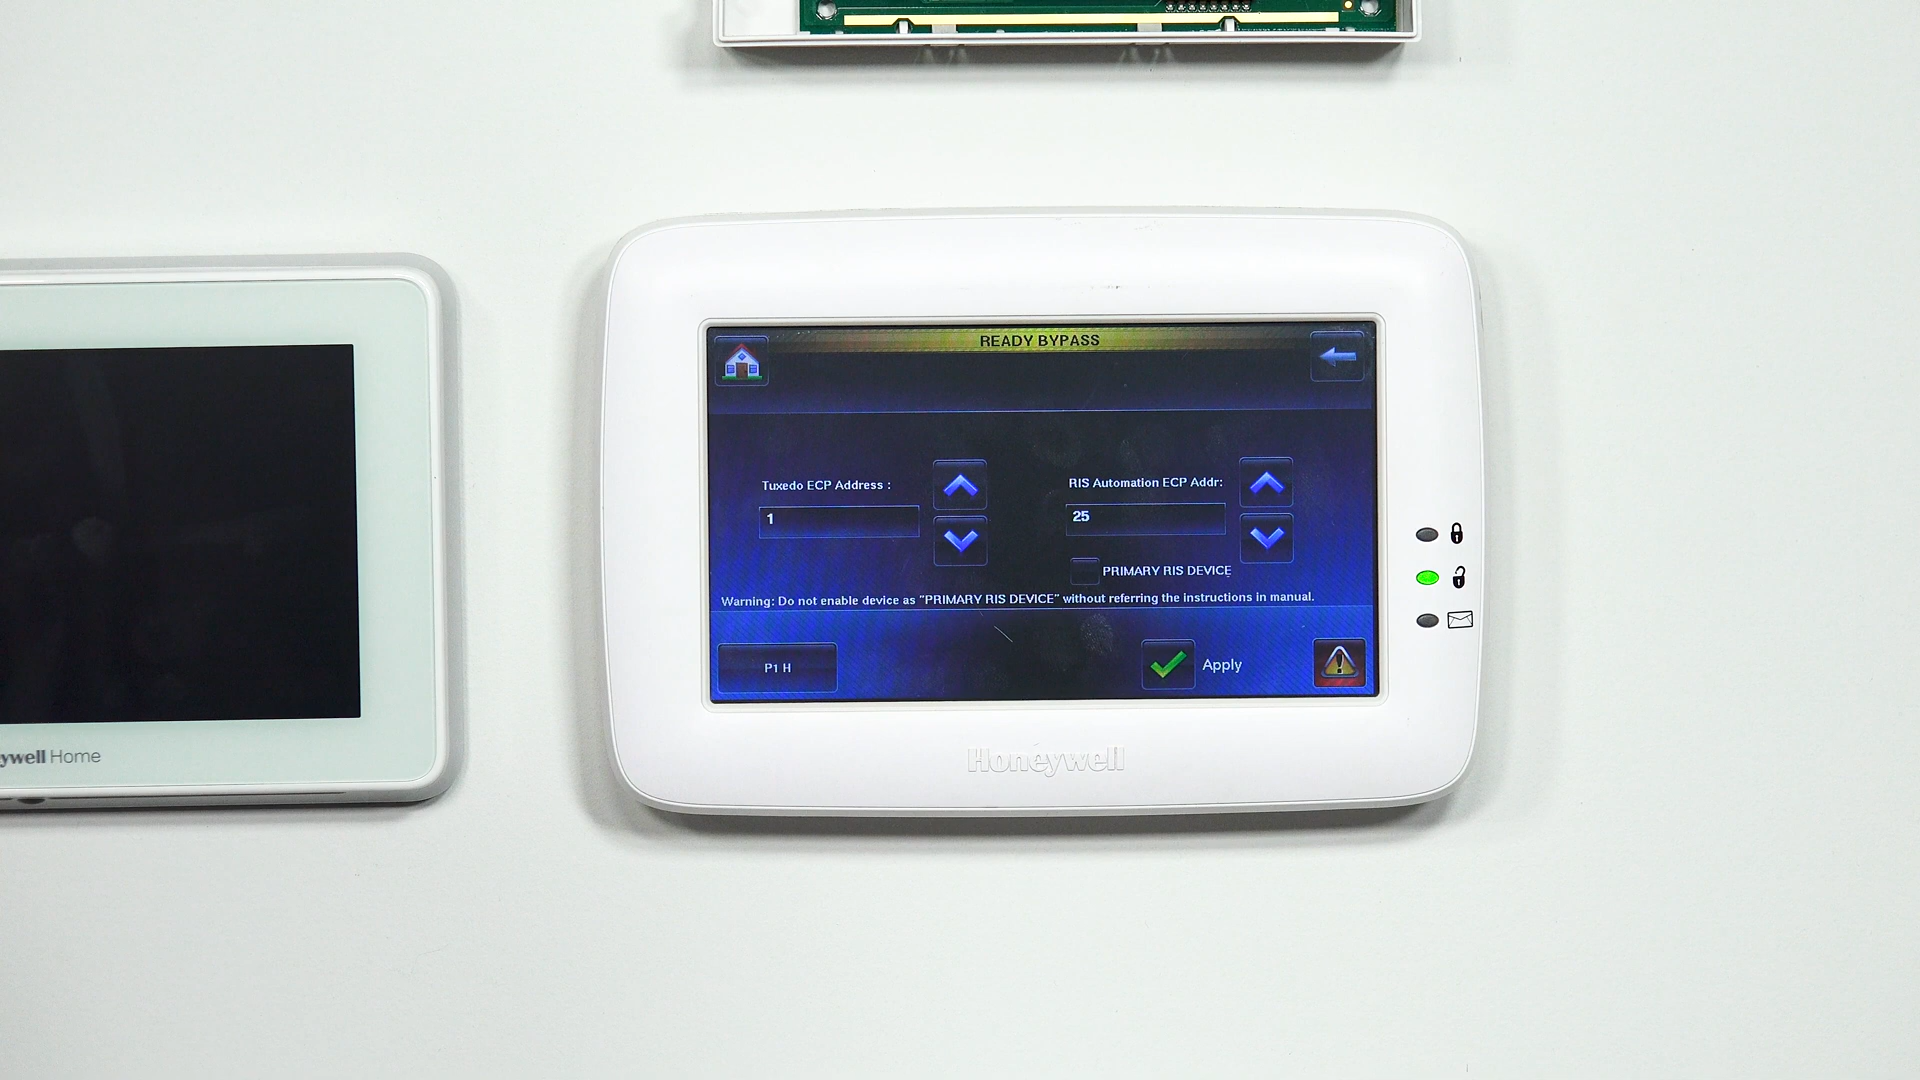 READY BYPASS
Tuxedo ECP Address :
1
RIS Automation ECP Addr:
25
PRIMARY RIS DEVICE
Warning: Do not enable device as "PRIMARY RIS DEVICE" without referring the instructions in manual.
P1 H
Apply
Honeywell
ywell Home